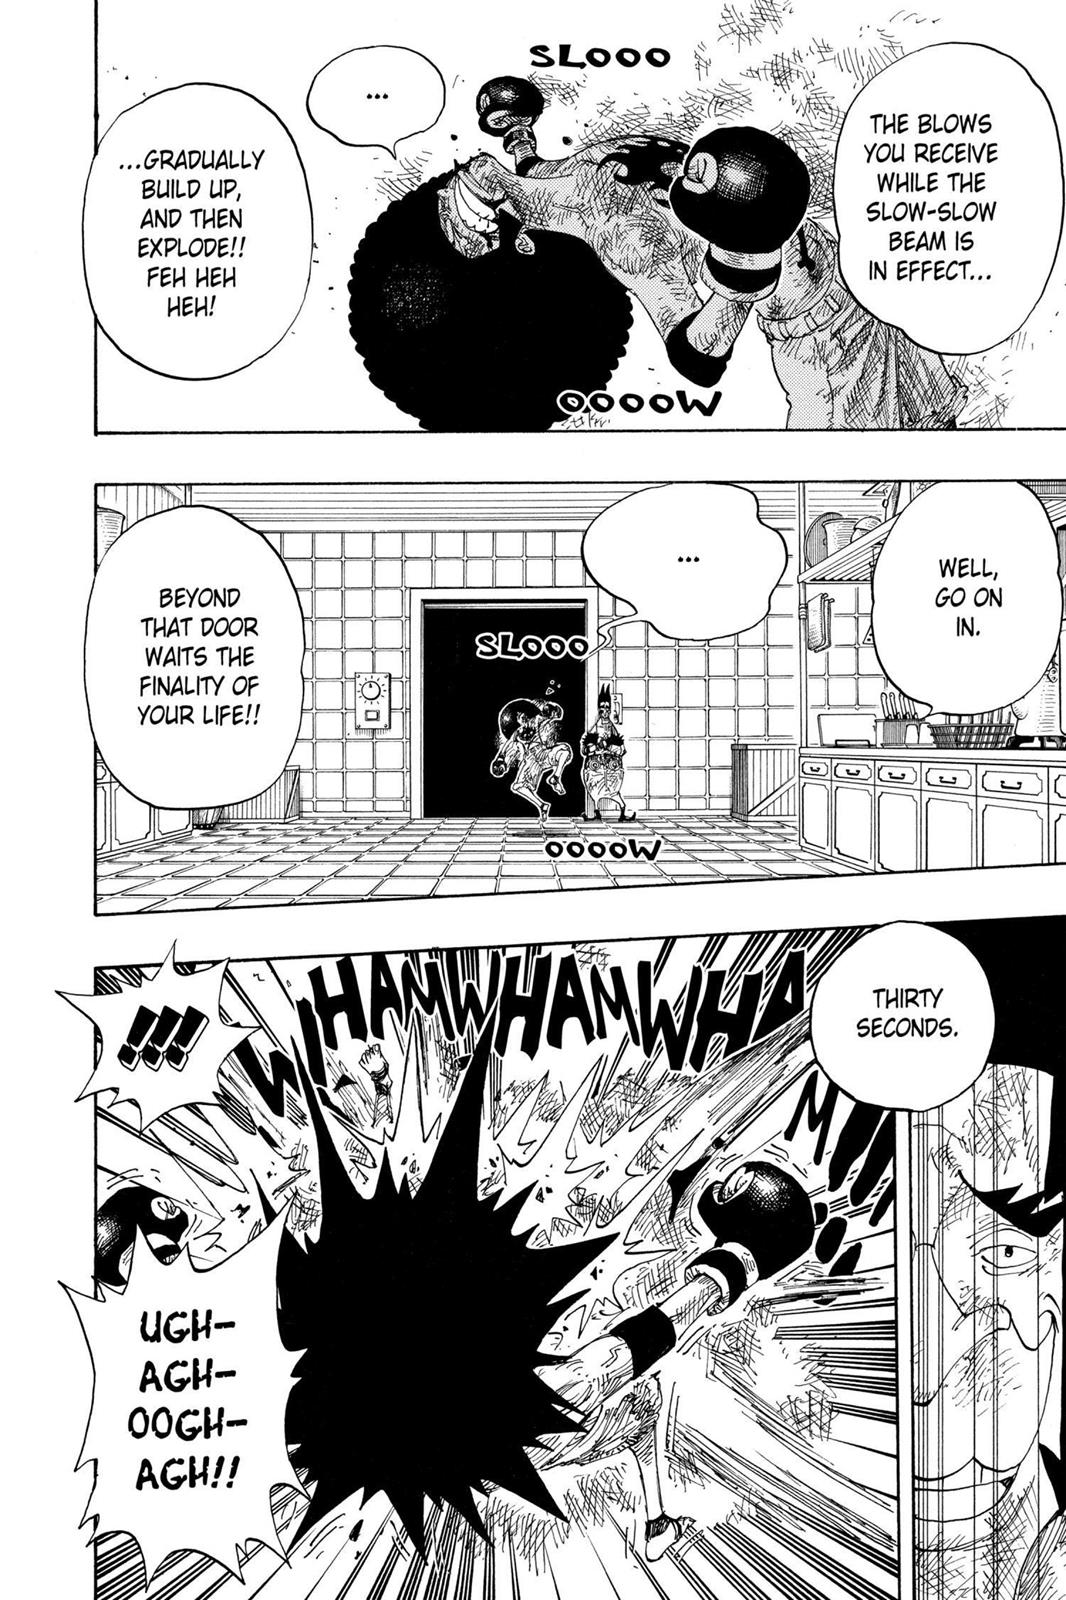 SLOOO
THE BLOWS
YOU RECEIVE
WHILE THE
SLOW-SLOW
BEAM IS
IN EFFECT...
...
...GRADUALLY
BUILD UP,
AND THEN
EXPLODE!!
FEH HEH
HEH!
OOOOW
WELL,
GO ON
IN.
...
SLOOO
BEYOND
THAT DOOR
WAITS THE
FINALITY OF
YOUR LIFE!!
OOOOW
THIRTY
SECONDS.
WHAMWHAMWHAM
!!!!
UGH-
AGH-
OOGH-
AGH!!